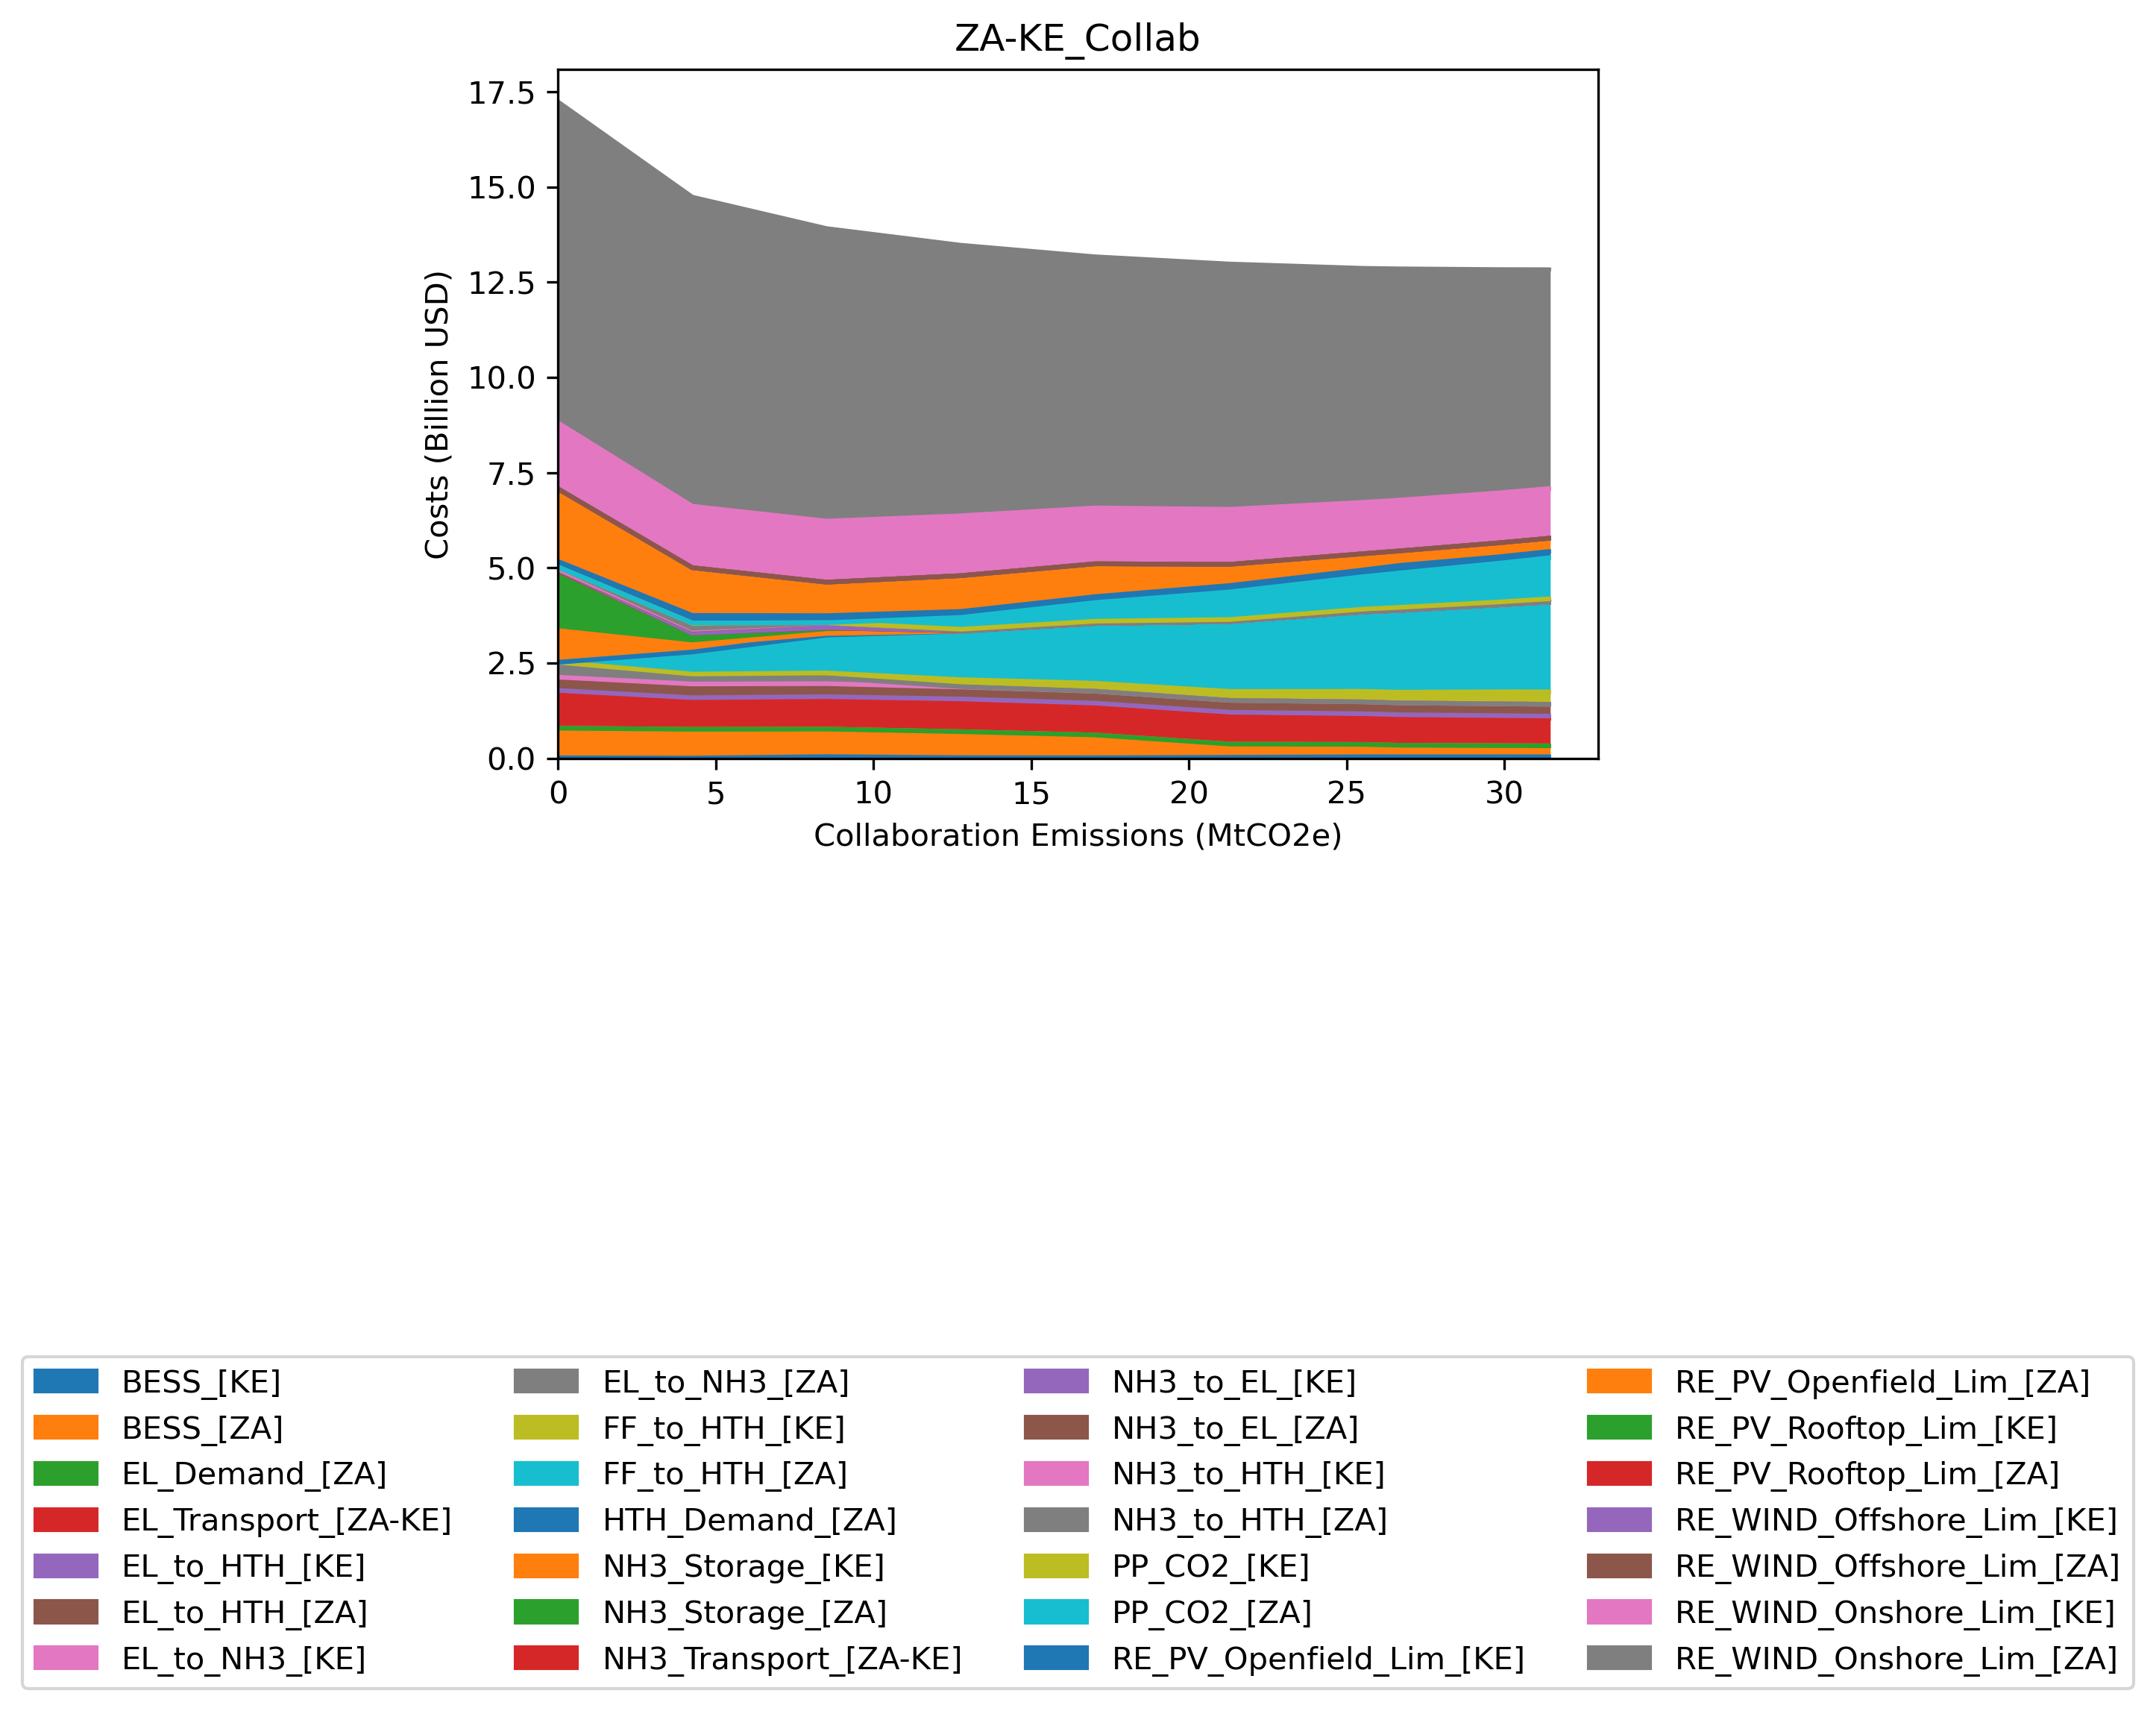 ZA-KE_Collab
17.5
15.0
12.5
10.0
7.5
5.0
2.5
0.0
Costs (Billion USD)
0 5 10 15 20 25 30
Collaboration Emissions (MtCO2e)
BESS_[KE]
BESS_[ZA]
EL_Demand_[ZA]
EL_Transport_[ZA-KE]
EL_to_HTH_[KE]
EL_to_HTH_[ZA]
EL_to_NH3_[KE]
EL_to_NH3_[ZA]
FF_to_HTH_[KE]
FF_to_HTH_[ZA]
HTH_Demand_[ZA]
NH3_Storage_[KE]
NH3_Storage_[ZA]
NH3_Transport_[ZA-KE]
NH3_to_EL_[KE]
NH3_to_EL_[ZA]
NH3_to_HTH_[KE]
NH3_to_HTH_[ZA]
PP_CO2_[KE]
PP_CO2_[ZA]
RE_PV_Openfield_Lim_[KE]
RE_PV_Openfield_Lim_[ZA]
RE_PV_Rooftop_Lim_[KE]
RE_PV_Rooftop_Lim_[ZA]
RE_WIND_Offshore_Lim_[KE]
RE_WIND_Offshore_Lim_[ZA]
RE_WIND_Onshore_Lim_[KE]
RE_WIND_Onshore_Lim_[ZA]